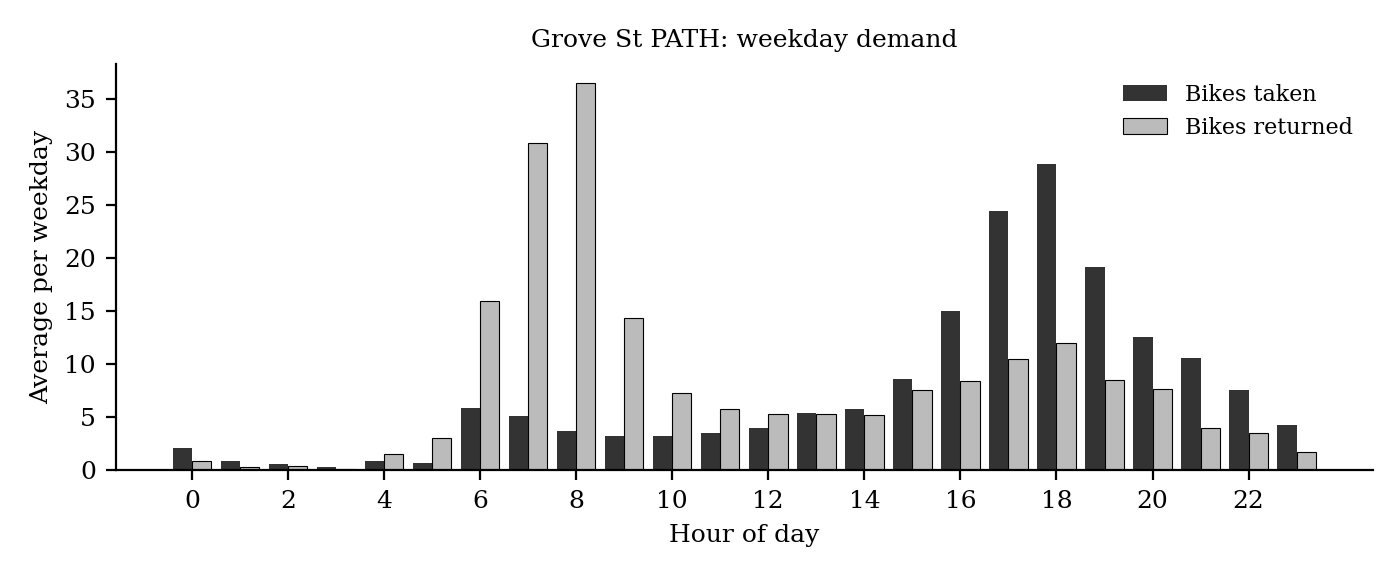 Grove St PATH: weekday demand
Bikes taken
Bikes returned
Average per weekday
35
30
25
20
15
10
5
0
0 2 4 6 8 10 12 14 16 18 20 22
Hour of day